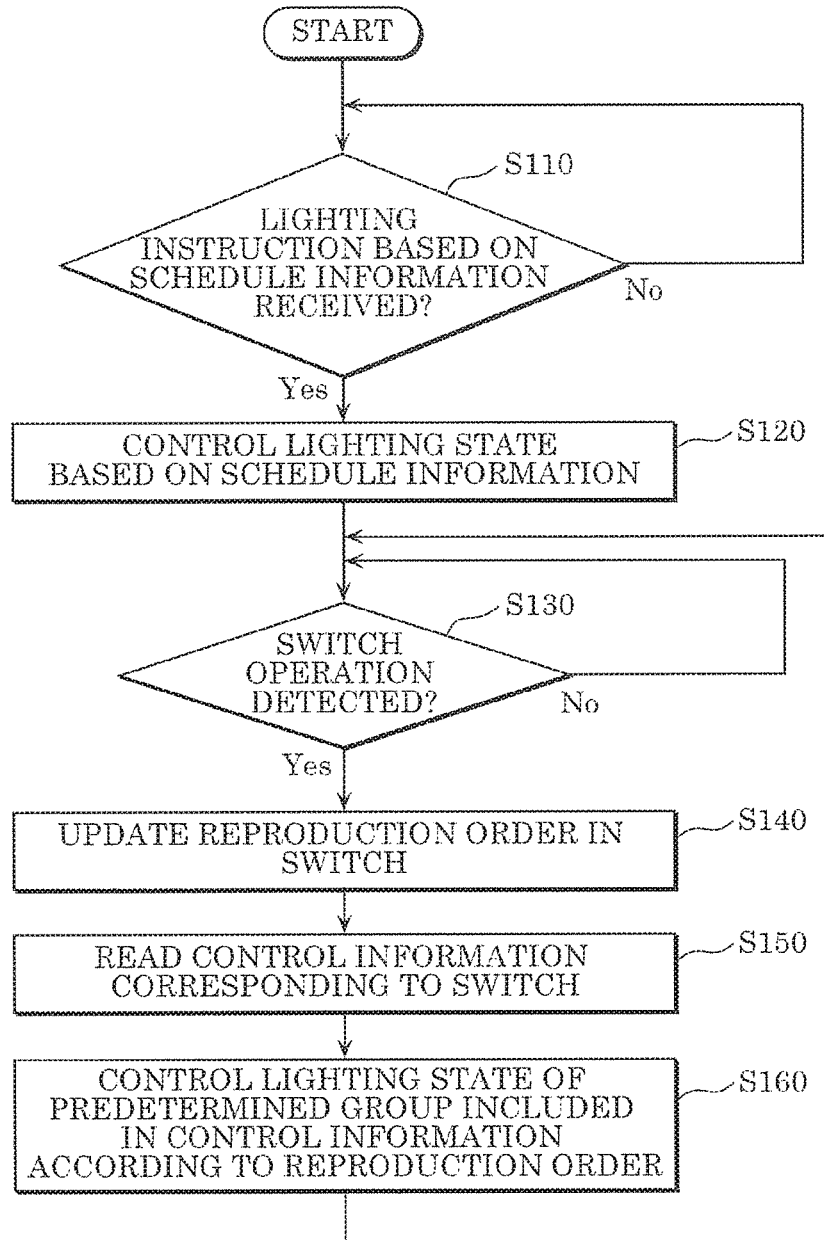 START
S110
LIGHTING
INSTRUCTION BASED ON
SCHEDULE INFORMATION
RECEIVED?
No
Yes
CONTROL LIGHTING STATE
BASED ON SCHEDULE INFORMATION
S120
S130
SWITCH
OPERATION
DETECTED?
No
Yes
UPDATE REPRODUCTION ORDER IN
SWITCH
S140
READ CONTROL INFORMATION
CORRESPONDING TO SWITCH
S150
CONTROL LIGHTING STATE OF
PREDETERMINED GROUP INCLUDED
IN CONTROL INFORMATION
ACCORDING TO REPRODUCTION ORDER
S160